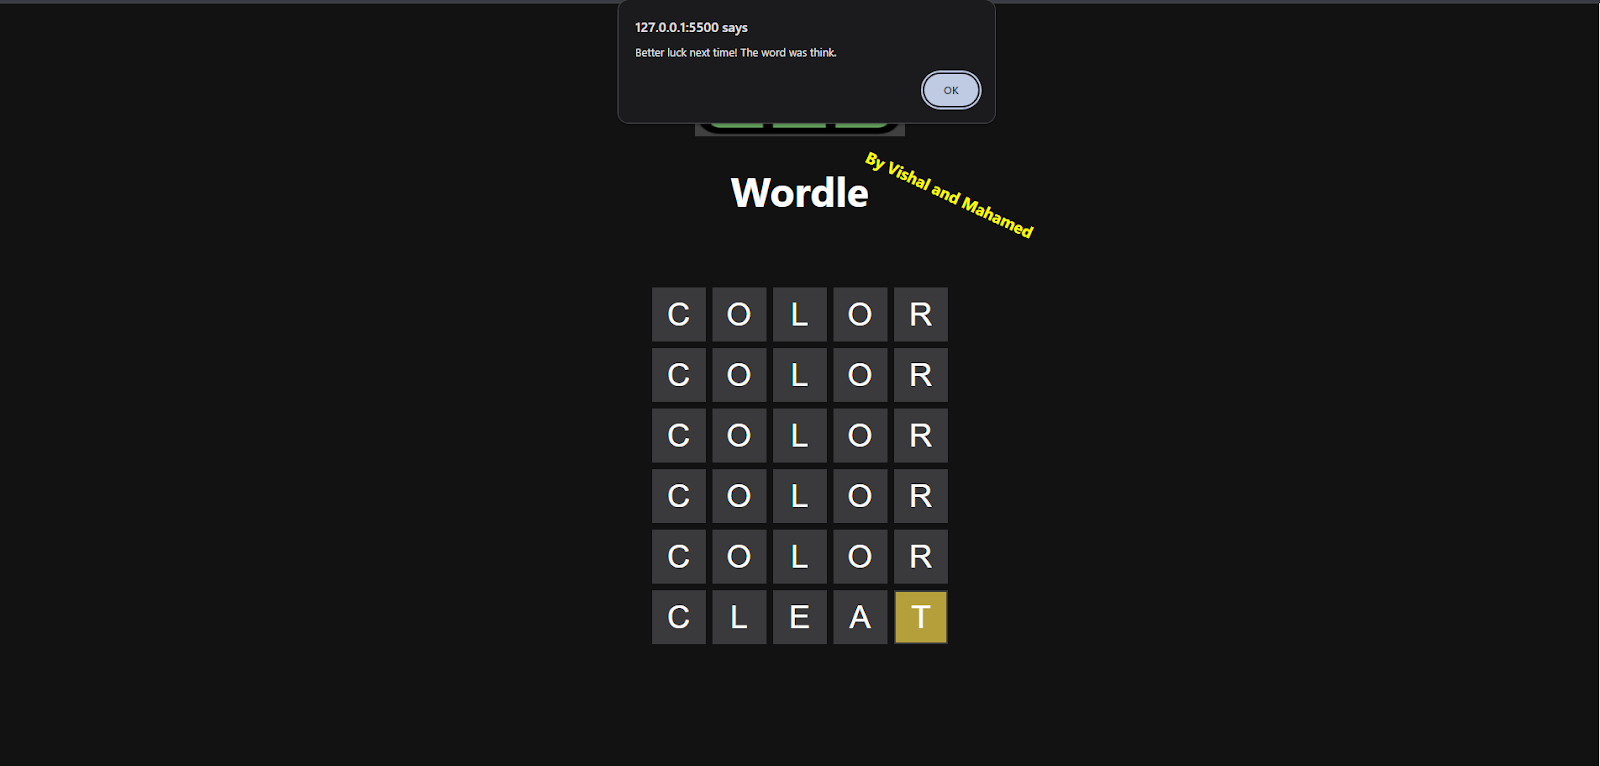 127.0.0.1:5500 says
Better luck next time! The word was think.
OK
By Vishal and Mahamed
Wordle
C O L O R
C O L O R
C O L O R
C O L O R
C O L O R
C L E A T